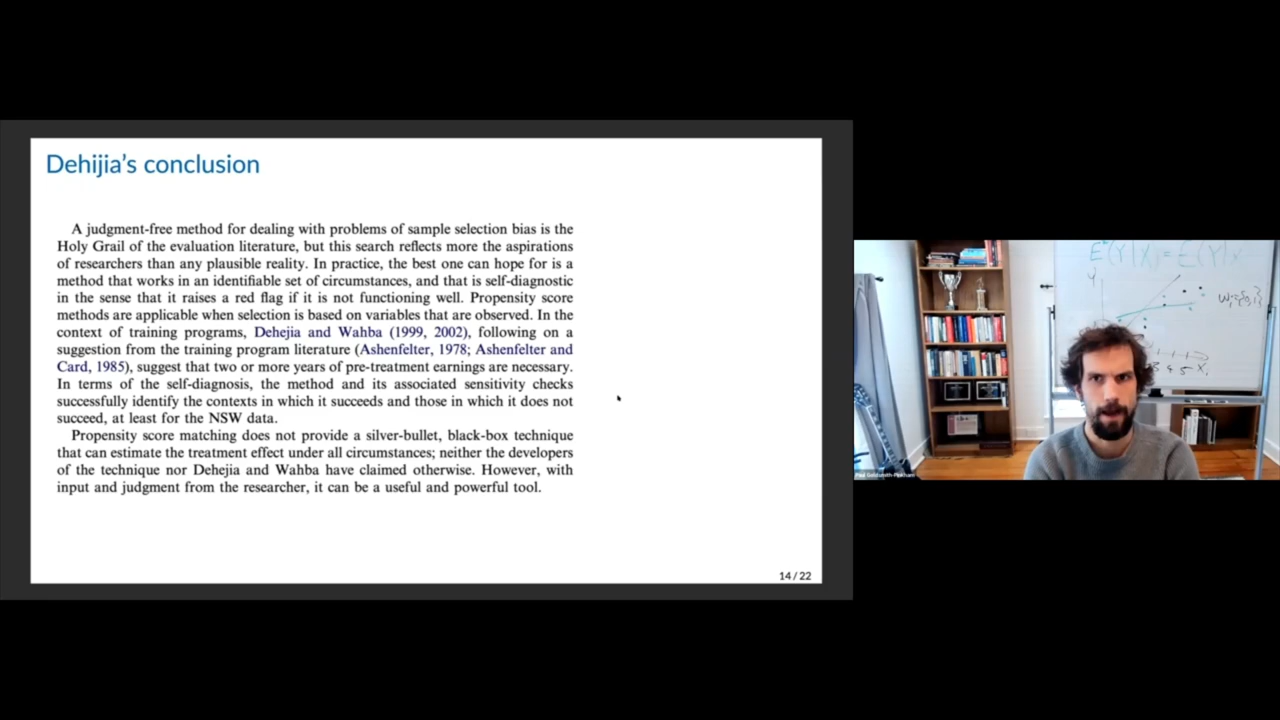 Dehijia's conclusion
A judgment-free method for dealing with problems of sample selection bias is the
Holy Grail of the evaluation literature, but this search reflects more the aspirations
of researchers than any plausible reality. In practice, the best one can hope for is a
method that works in an identifiable set of circumstances, and that is self-diagnostic
in the sense that it raises a red flag if it is not functioning well. Propensity score
methods are applicable when selection is based on variables that are observed. In the
context of training programs, Dehejia and Wahba (1999, 2002), following on a
suggestion from the training program literature (Ashenfelter, 1978; Ashenfelter and
Card, 1985), suggest that two or more years of pre-treatment earnings are necessary.
In terms of the self-diagnosis, the method and its associated sensitivity checks
successfully identify the contexts in which it succeeds and those in which it does not
succeed, at least for the NSW data.
Propensity score matching does not provide a silver-bullet, black-box technique
that can estimate the treatment effect under all circumstances; neither the developers
of the technique nor Dehejia and Wahba have claimed otherwise. However, with
input and judgment from the researcher, it can be a useful and powerful tool.
14/22
Paul Goldsmith-Pinkham